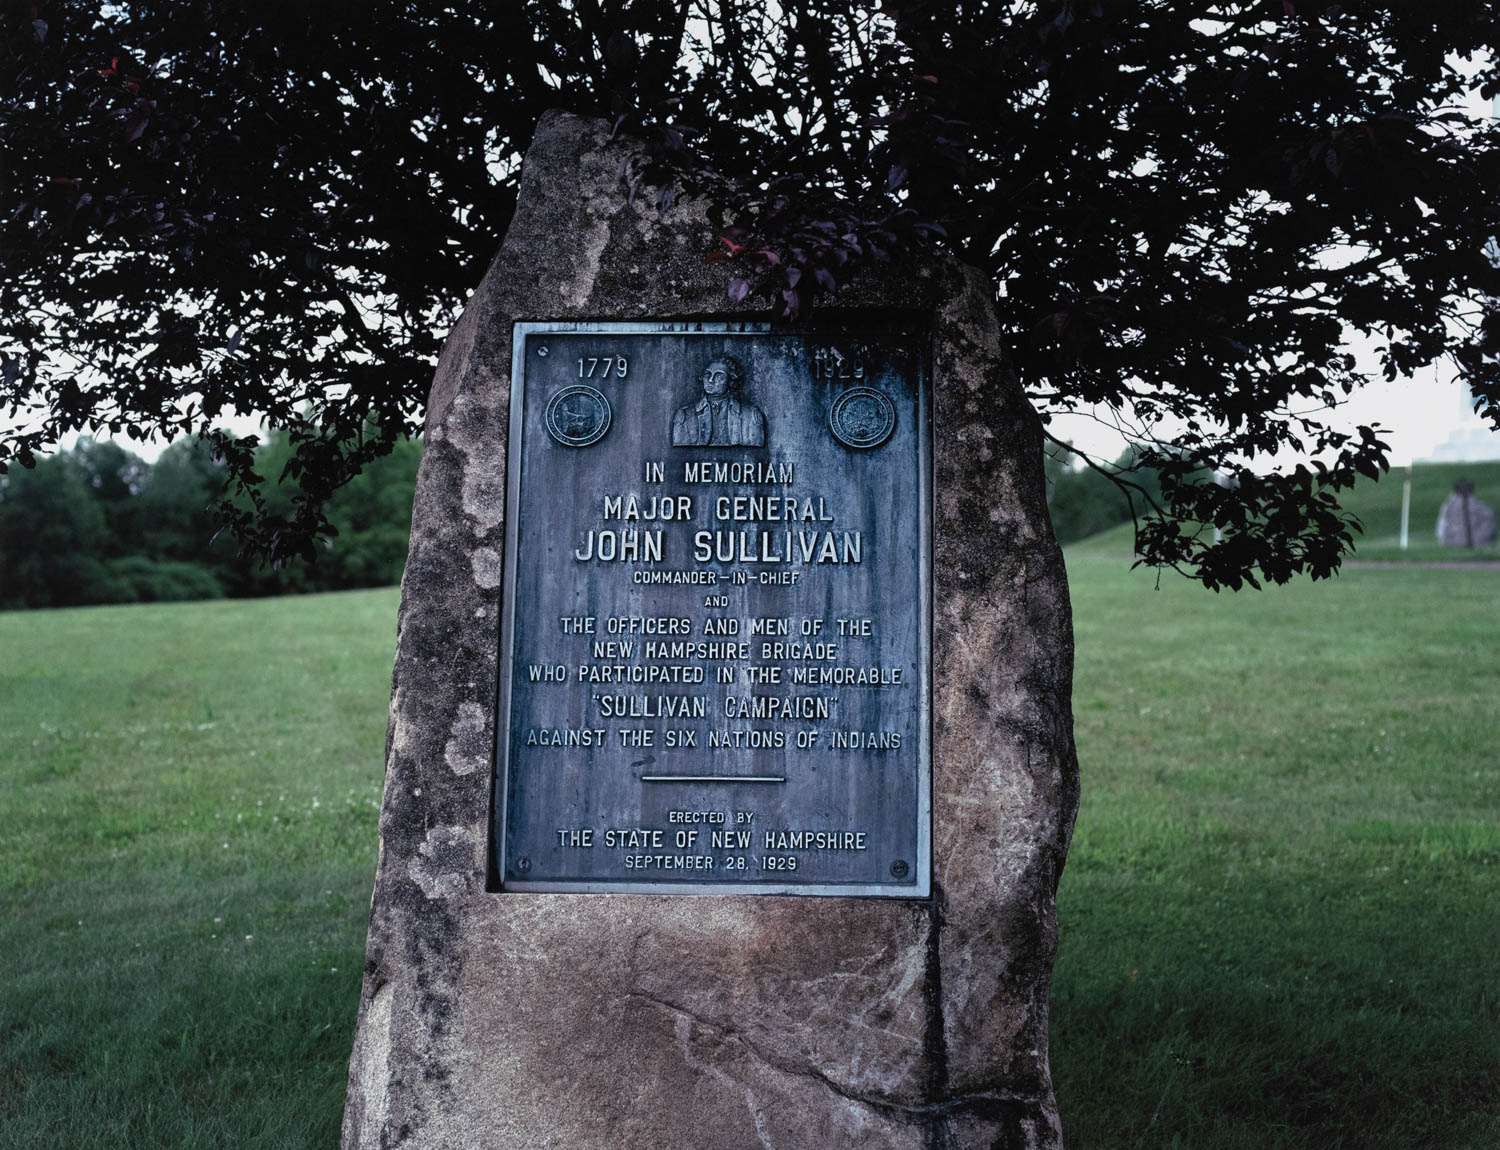 1779 1929
IN MEMORIAM
MAJOR GENERAL
JOHN SULLIVAN
COMMANDER-IN-CHIEF
AND
THE OFFICERS AND MEN OF THE
NEW HAMPSHIRE BRIGADE
WHO PARTICIPATED IN THE MEMORABLE
"SULLIVAN CAMPAIGN"
AGAINST THE SIX NATIONS OF INDIANS
ERECTED BY
THE STATE OF NEW HAMPSHIRE
SEPTEMBER 28, 1929